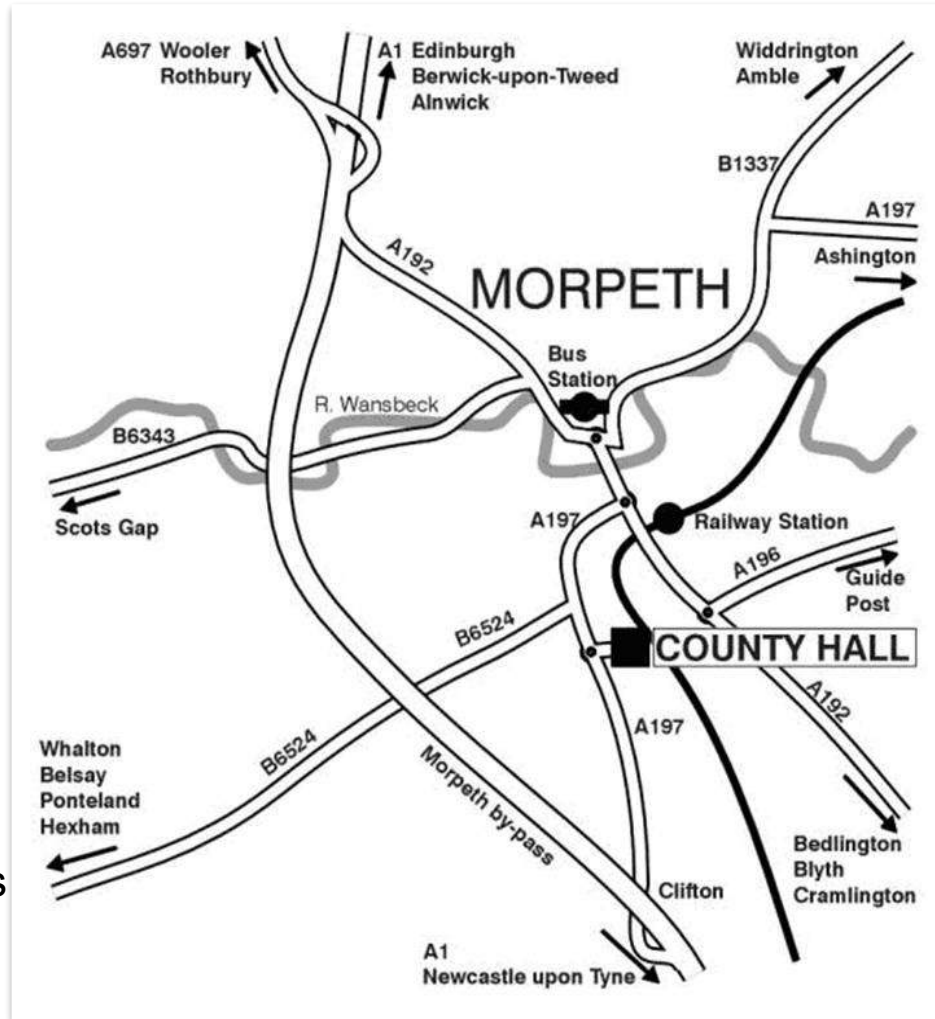 A697 Wooler
Rothbury
A1 Edinburgh
Berwick-upon-Tweed
Alnwick
Widdrington
Amble
B1337
A197
Ashington
A192
MORPETH
Bus
Station
R. Wansbeck
B6343
Scots Gap
A197
Railway Station
A196
Guide
Post
B6524
COUNTY HALL
A192
A197
B6524
Whalton
Belsay
Ponteland
Hexham
Morpeth by-pass
s
Bedlington
Blyth
Cramlington
Clifton
A1
Newcastle upon Tyne